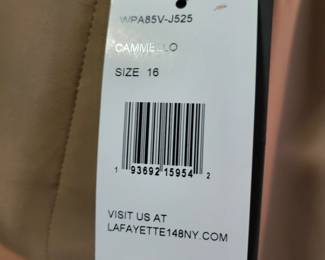 WPA85V-J525
CAMMELLO
SIZE 16
1 93692 15954 2
VISIT US AT
LAFAYETTE148NY.COM